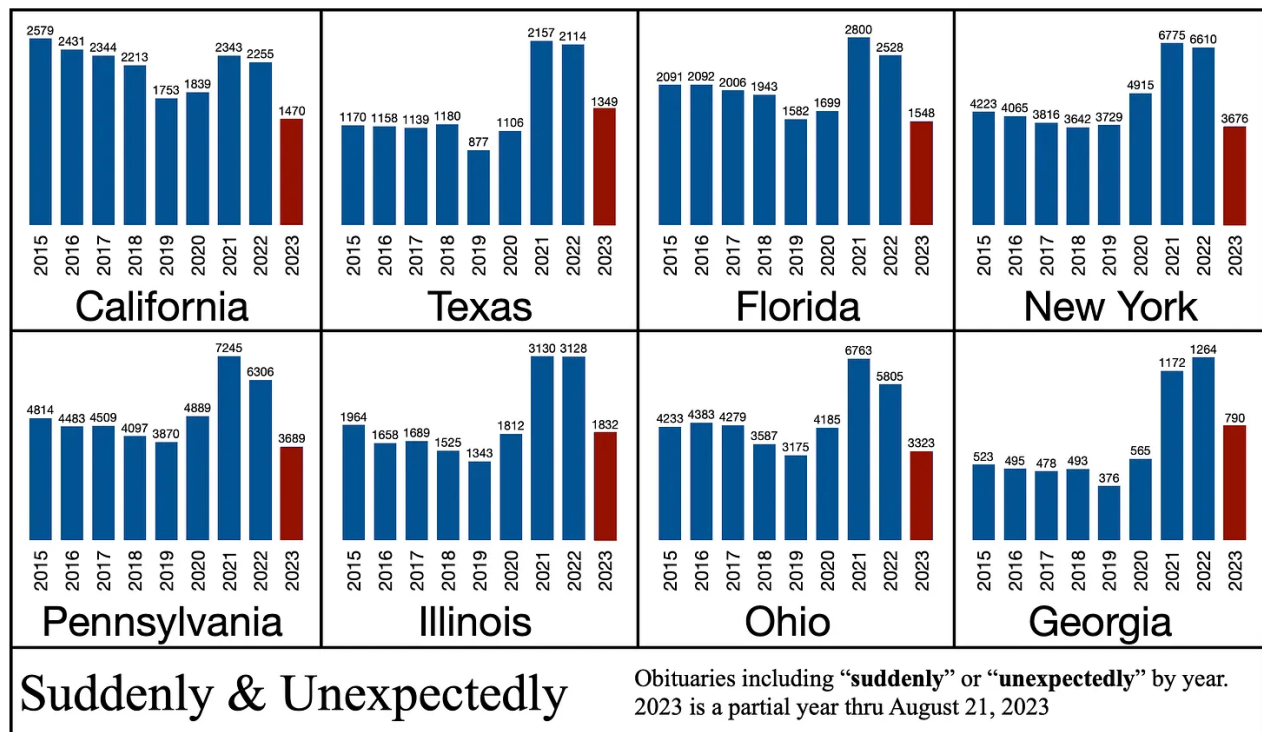 2579 2431 2344 2213 1753 1839 2343 2255 1470
2015 2016 2017 2018 2019 2020 2021 2022 2023
California
1170 1158 1139 1180 877 1106 2157 2114 1349
2015 2016 2017 2018 2019 2020 2021 2022 2023
Texas
2091 2092 2006 1943 1582 1699 2800 2528 1548
2015 2016 2017 2018 2019 2020 2021 2022 2023
Florida
4223 4065 3816 3642 3729 4915 6775 6610 3676
2015 2016 2017 2018 2019 2020 2021 2022 2023
New York
4814 4483 4509 4097 3870 4889 7245 6306 3689
2015 2016 2017 2018 2019 2020 2021 2022 2023
Pennsylvania
1964 1658 1689 1525 1343 1812 3130 3128 1832
2015 2016 2017 2018 2019 2020 2021 2022 2023
Illinois
4233 4383 4279 3587 3175 4185 6763 5805 3323
2015 2016 2017 2018 2019 2020 2021 2022 2023
Ohio
523 495 478 493 376 565 1172 1264 790
2015 2016 2017 2018 2019 2020 2021 2022 2023
Georgia
Suddenly & Unexpectedly
Obituaries including “suddenly” or “unexpectedly” by year.
2023 is a partial year thru August 21, 2023